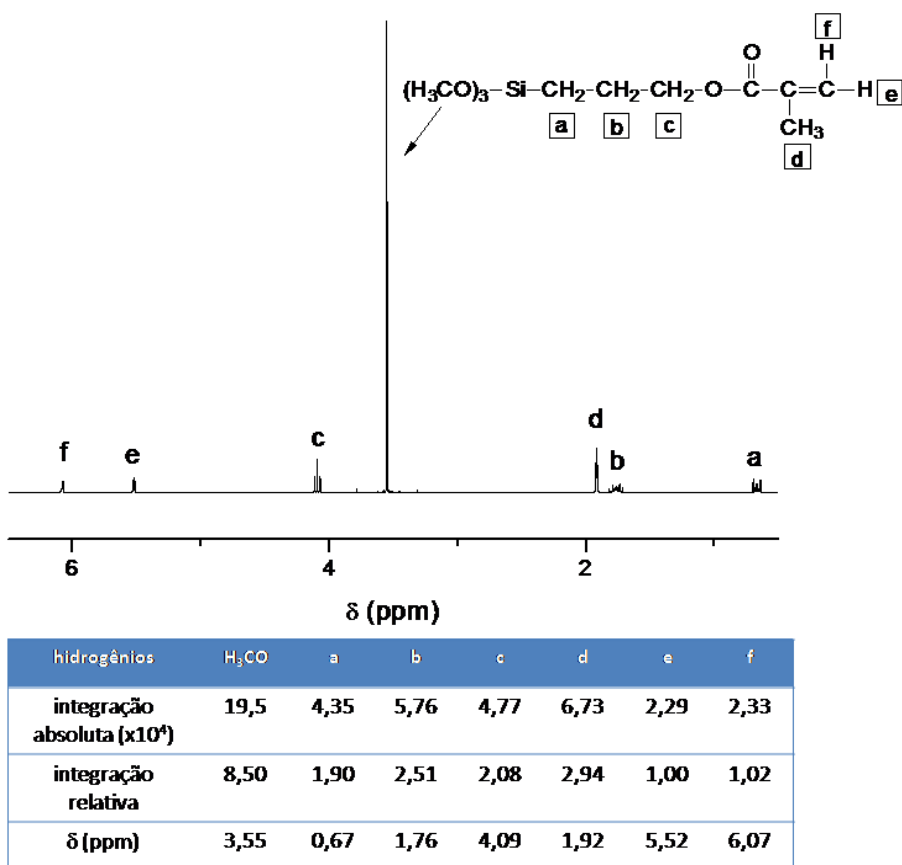 f
H
O
(H₃CO)₃ Si CH₂ CH₂ CH₂ O C C C H e
a b c
CH₃
d
f e c d b a
6 4 2
δ (ppm)
hidrogênios H₃CO a b c d e f
integração absoluta (x10⁴) 19,5 4,35 5,76 4,77 6,73 2,29 2,33
integração relativa 8,50 1,90 2,51 2,08 2,94 1,00 1,02
δ (ppm) 3,55 0,67 1,76 4,09 1,92 5,52 6,07